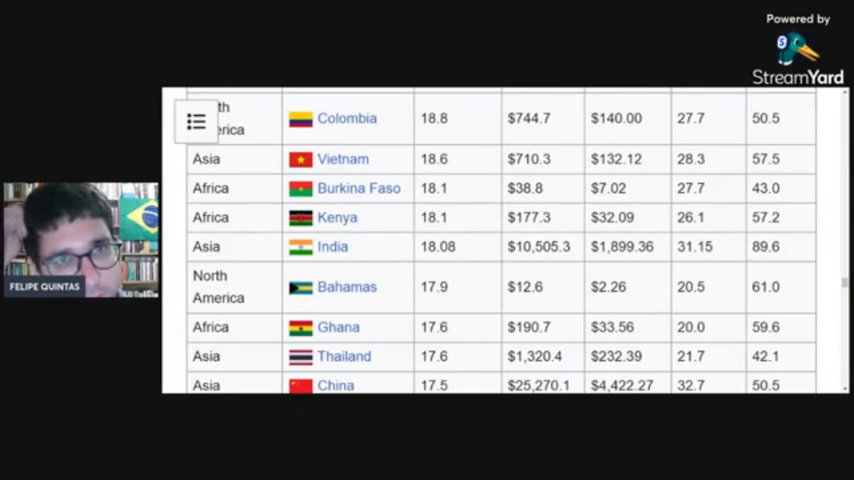 Powered by
StreamYard
th
erica Colombia 18.8 $744.7 $140.00 27.7 50.5
Asia Vietnam 18.6 $710.3 $132.12 28.3 57.5
Africa Burkina Faso 18.1 $38.8 $7.02 27.7 43.0
Africa Kenya 18.1 $177.3 $32.09 26.1 57.2
Asia India 18.08 $10,505.3 $1,899.36 31.15 89.6
North
America Bahamas 17.9 $12.6 $2.26 20.5 61.0
Africa Ghana 17.6 $190.7 $33.56 20.0 59.6
Asia Thailand 17.6 $1,320.4 $232.39 21.7 42.1
Asia China 17.5 $25,270.1 $4,422.27 32.7 50.5
FELIPE QUINTAS